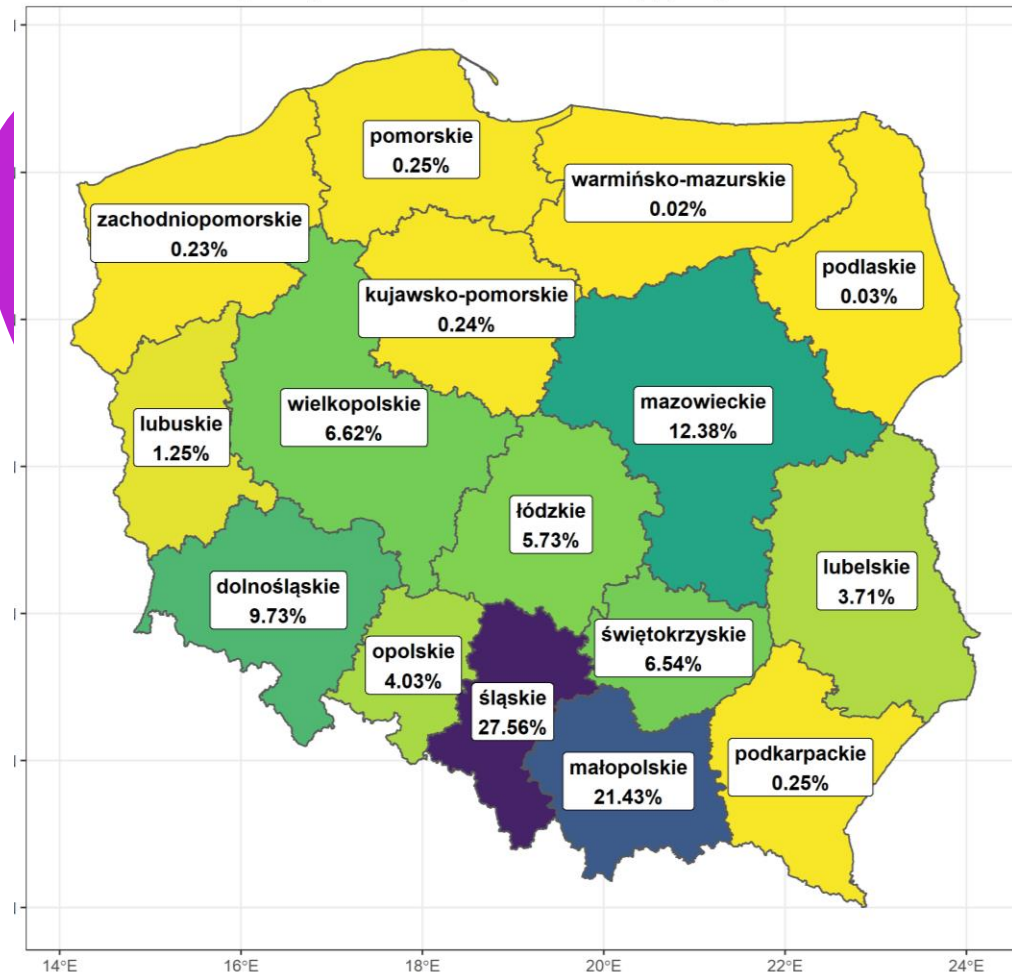 pomorskie
0.25%
warmińsko-mazurskie
0.02%
zachodniopomorskie
0.23%
podlaskie
0.03%
kujawsko-pomorskie
0.24%
wielkopolskie
6.62%
mazowieckie
12.38%
lubuskie
1.25%
łódzkie
5.73%
lubelskie
3.71%
dolnośląskie
9.73%
świętokrzyskie
6.54%
opolskie
4.03%
śląskie
27.56%
małopolskie
21.43%
podkarpackie
0.25%
14°E 16°E 18°E 20°E 22°E 24°E